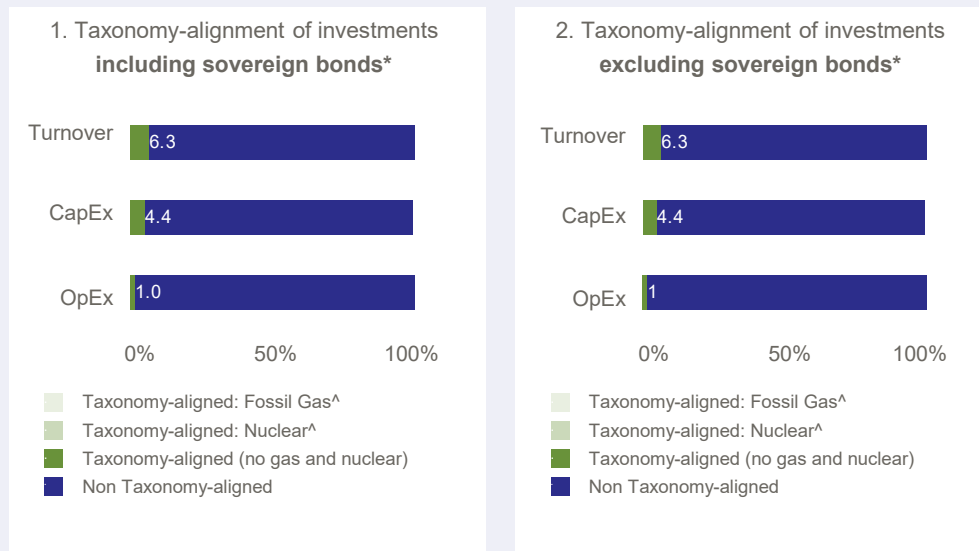 1. Taxonomy-alignment of investments
including sovereign bonds*
Turnover
6.3
CapEx
4.4
OpEx
1.0
0% 50% 100%
Taxonomy-aligned: Fossil Gas^
Taxonomy-aligned: Nuclear^
Taxonomy-aligned (no gas and nuclear)
Non Taxonomy-aligned
2. Taxonomy-alignment of investments
excluding sovereign bonds*
Turnover
6.3
CapEx
4.4
OpEx
1
0% 50% 100%
Taxonomy-aligned: Fossil Gas^
Taxonomy-aligned: Nuclear^
Taxonomy-aligned (no gas and nuclear)
Non Taxonomy-aligned